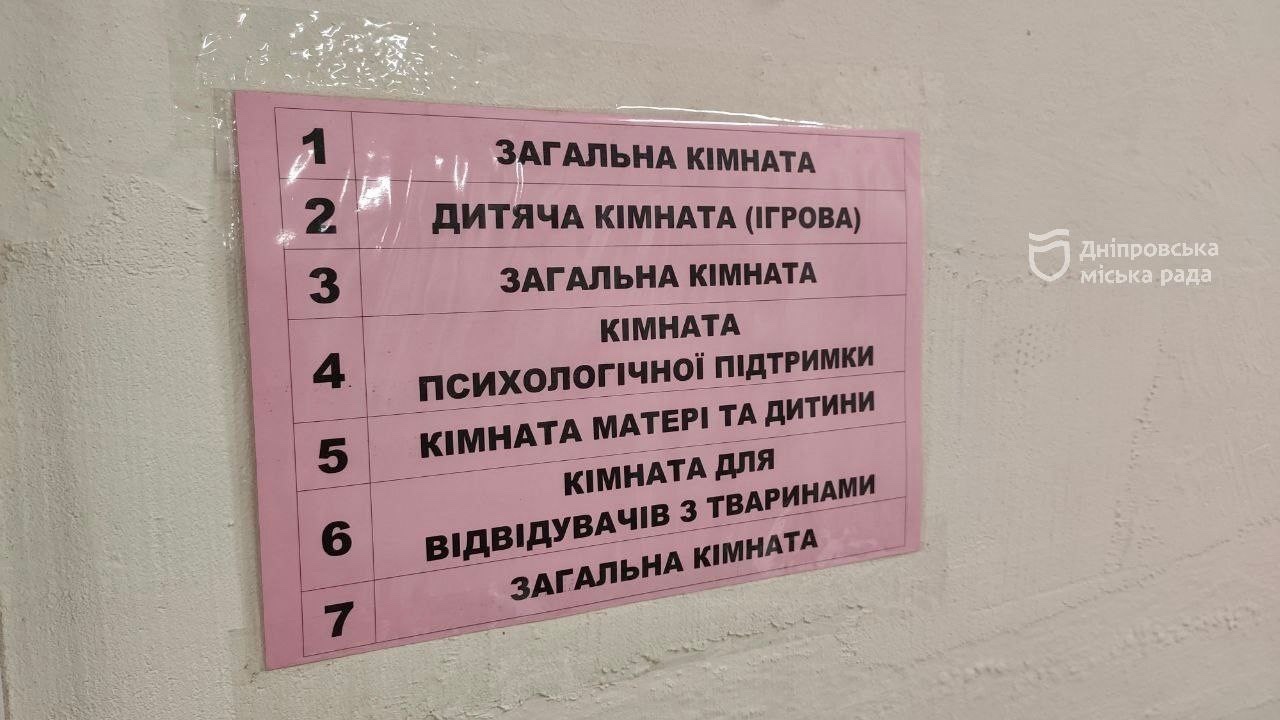 1 ЗАГАЛЬНА КІМНАТА
2 ДИТЯЧА КІМНАТА (ІГРОВА)
3 ЗАГАЛЬНА КІМНАТА
4 КІМНАТА
ПСИХОЛОГІЧНОЇ ПІДТРИМКИ
5 КІМНАТА МАТЕРІ ТА ДИТИНИ
6 КІМНАТА ДЛЯ
ВІДВІДУВАЧІВ З ТВАРИНАМИ
7 ЗАГАЛЬНА КІМНАТА
Дніпровська
міська рада